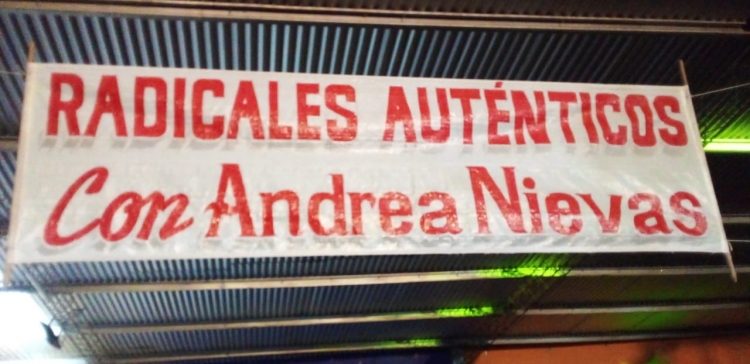 RADICALES AUTÉNTICOS
Con Andrea Nievas